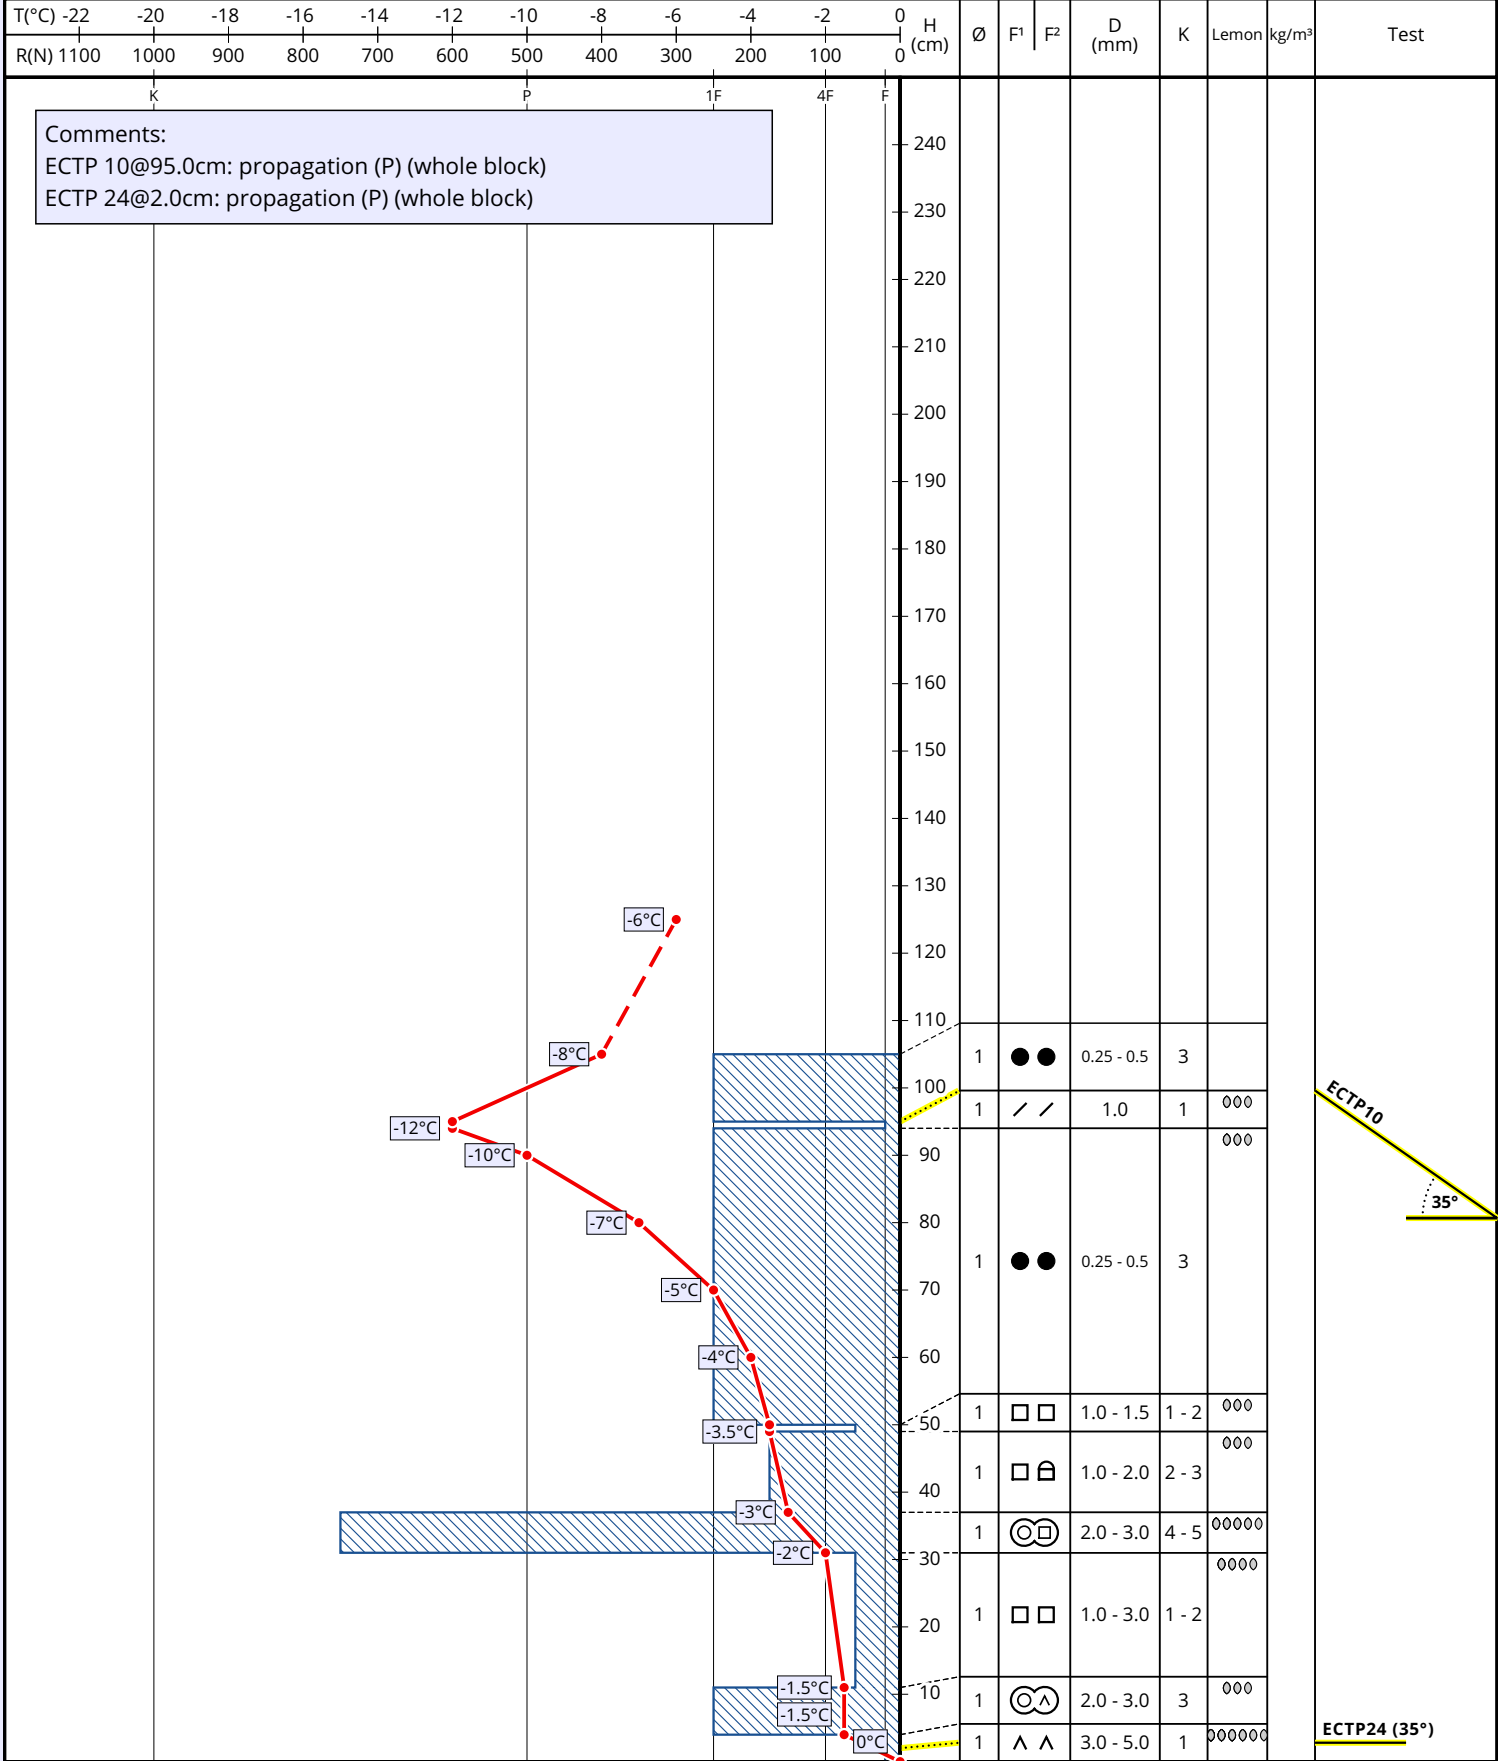 T(°C) -22 -20 -18 -16 -14 -12 -10 -8 -6 -4 -2 0
R(N) 1100 1000 900 800 700 600 500 400 300 200 100 0
H (cm) Ø F¹ F² D (mm) K Lemon kg/m³ Test
K P 1F 4F F
Comments:
ECTP 10@95.0cm: propagation (P) (whole block)
ECTP 24@2.0cm: propagation (P) (whole block)
240
230
220
210
200
190
180
170
160
150
140
130
-6°C
120
110
-8°C 1 0.25 - 0.5 3
100
ECTP10
1 1.0 1
-12°C
-10°C 90
35°
-7°C 80
1 0.25 - 0.5 3
-5°C 70
-4°C 60
1 1.0 - 1.5 1 - 2
50
-3.5°C
1 1.0 - 2.0 2 - 3
40
-3°C
1 2.0 - 3.0 4 - 5
-2°C 30
1 1.0 - 3.0 1 - 2
20
-1.5°C 10
1 2.0 - 3.0 3
-1.5°C
ECTP24 (35°)
0°C 1 3.0 - 5.0 1